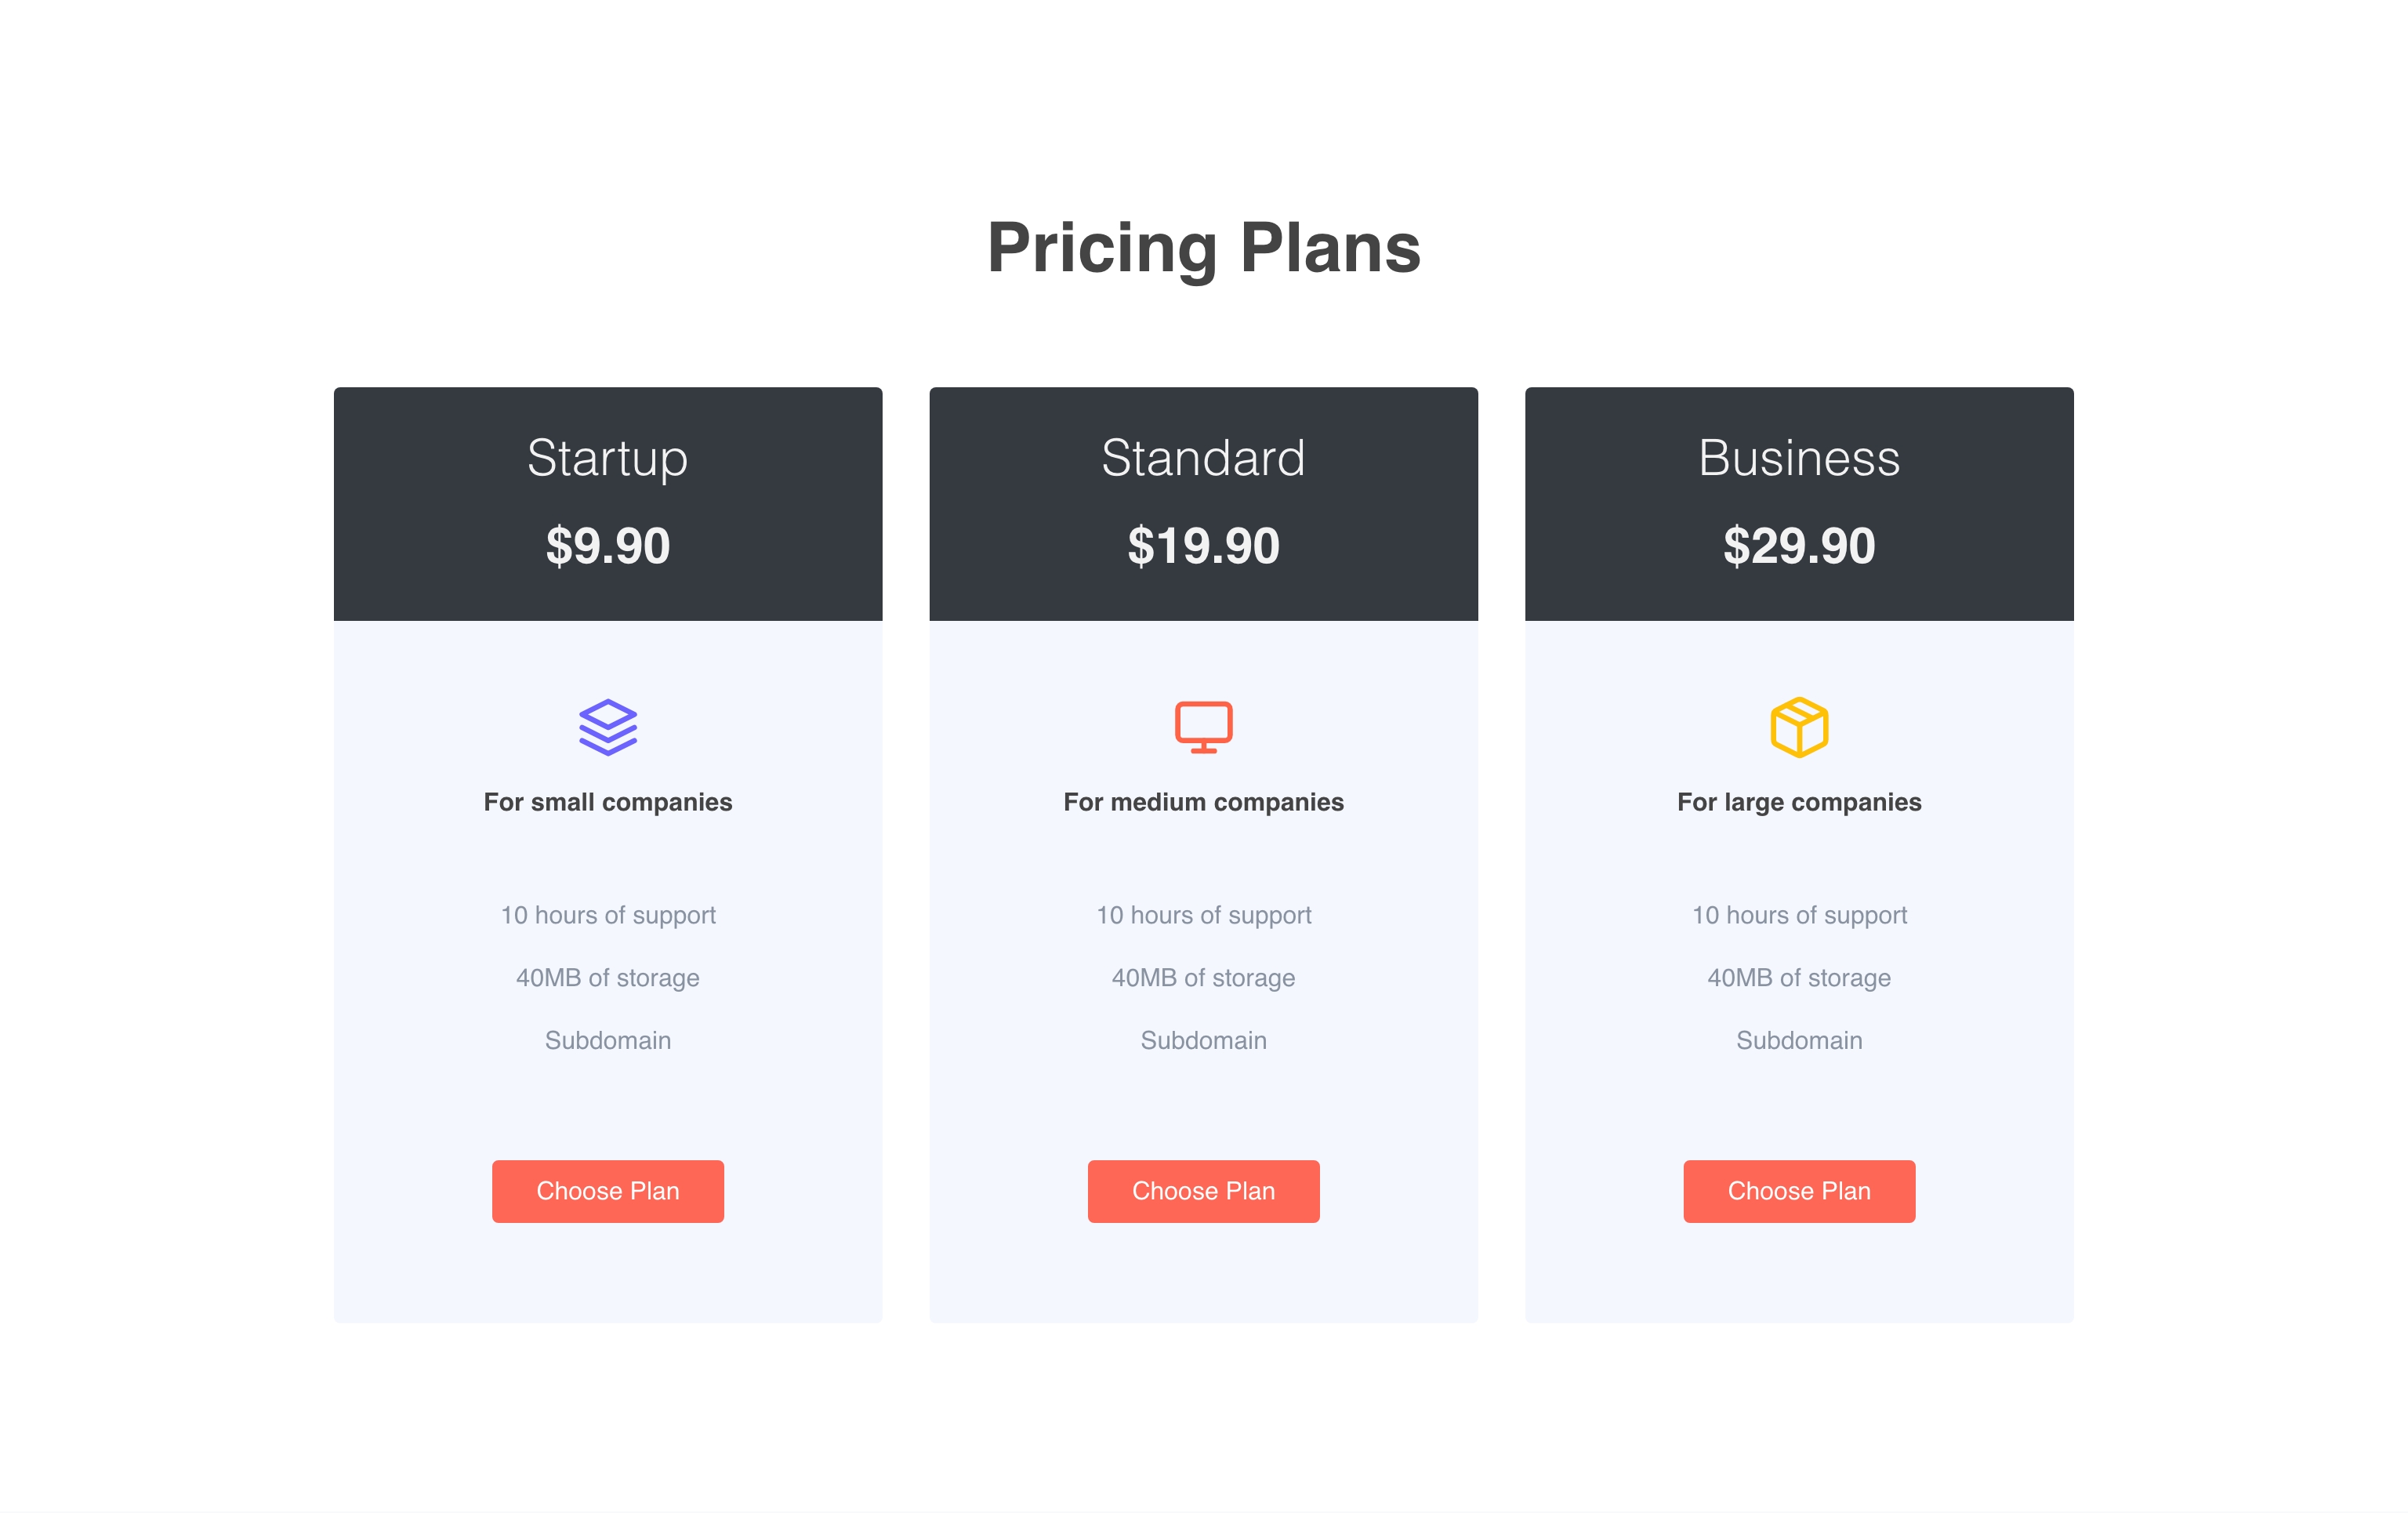 Pricing Plans
Startup
$9.90
For small companies
10 hours of support
40MB of storage
Subdomain
Choose Plan
Standard
$19.90
For medium companies
10 hours of support
40MB of storage
Subdomain
Choose Plan
Business
$29.90
For large companies
10 hours of support
40MB of storage
Subdomain
Choose Plan